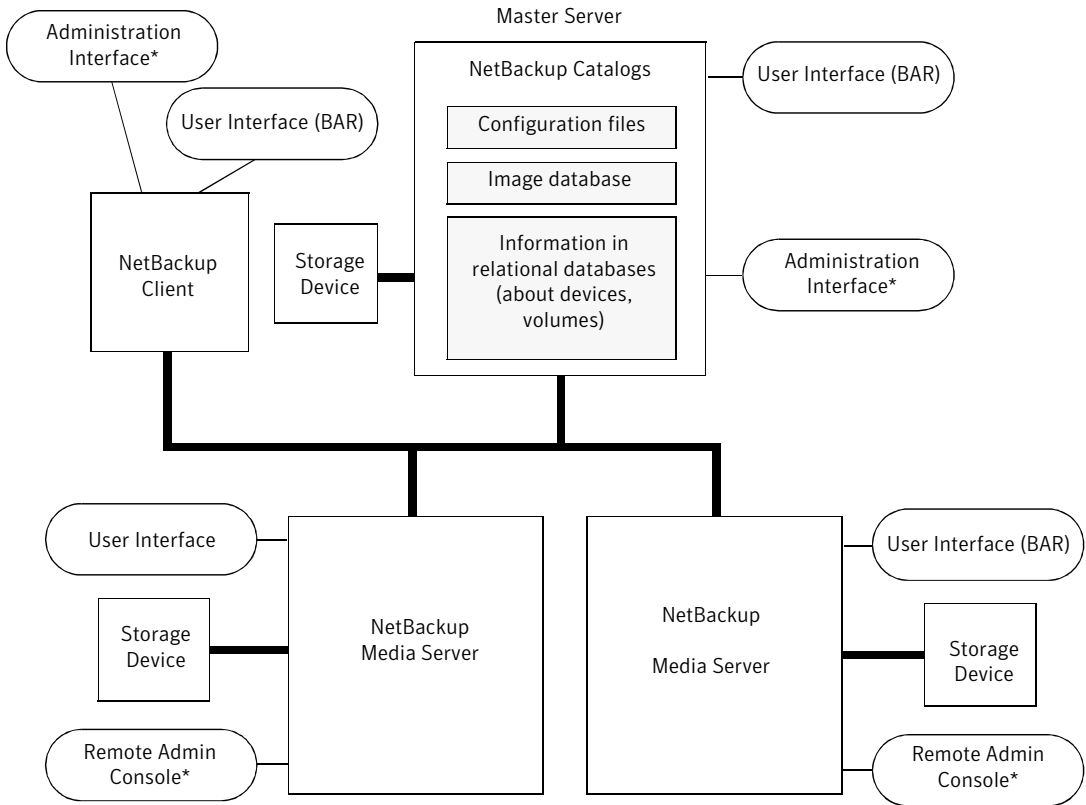 Master Server
Administration
Interface*
User Interface (BAR)
NetBackup
Client
Storage
Device
NetBackup Catalogs
Configuration files
Image database
Information in
relational databases
(about devices,
volumes)
User Interface (BAR)
Administration
Interface*
User Interface
Storage
Device
Remote Admin
Console*
NetBackup
Media Server
NetBackup
Media Server
User Interface (BAR)
Storage
Device
Remote Admin
Console*